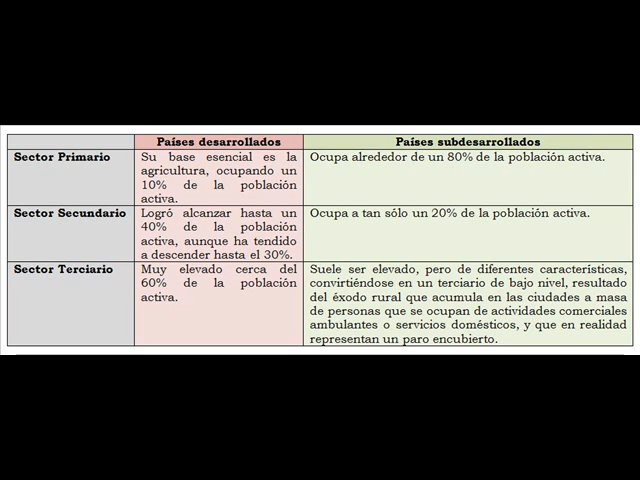 Países desarrollados
Países subdesarrollados
Sector Primario
Su base esencial es la
agricultura, ocupando un
10% de la población
activa.
Ocupa alrededor de un 80% de la población activa.
Sector Secundario
Logró alcanzar hasta un
40% de la población
activa, aunque ha tendido
a descender hasta el 30%.
Ocupa a tan sólo un 20% de la población activa.
Sector Terciario
Muy elevado cerca del
60% de la población
activa.
Suele ser elevado, pero de diferentes características,
convirtiéndose en un terciario de bajo nivel, resultado
del éxodo rural que acumula en las ciudades a masa
de personas que se ocupan de actividades comerciales
ambulantes o servicios domésticos, y que en realidad
representan un paro encubierto.